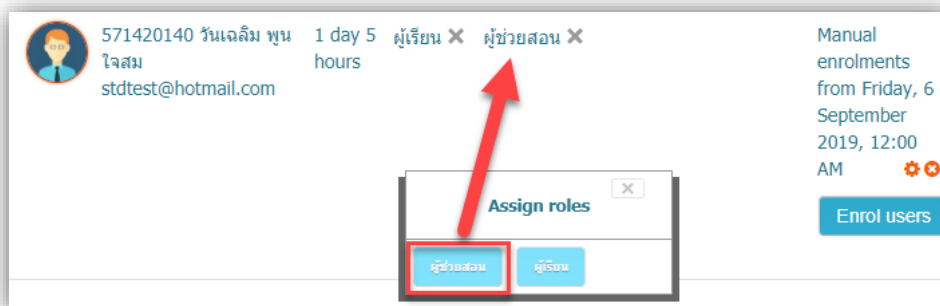 571420140 วันเฉลิม พูน
ใจสม
stdtest@hotmail.com
1 day 5
hours
ผู้เรียน ✕ ผู้ช่วยสอน ✕
Manual
enrolments
from Friday, 6
September
2019, 12:00
AM
Enrol users
Assign roles
ผู้ช่วยสอน
ผู้เรียน